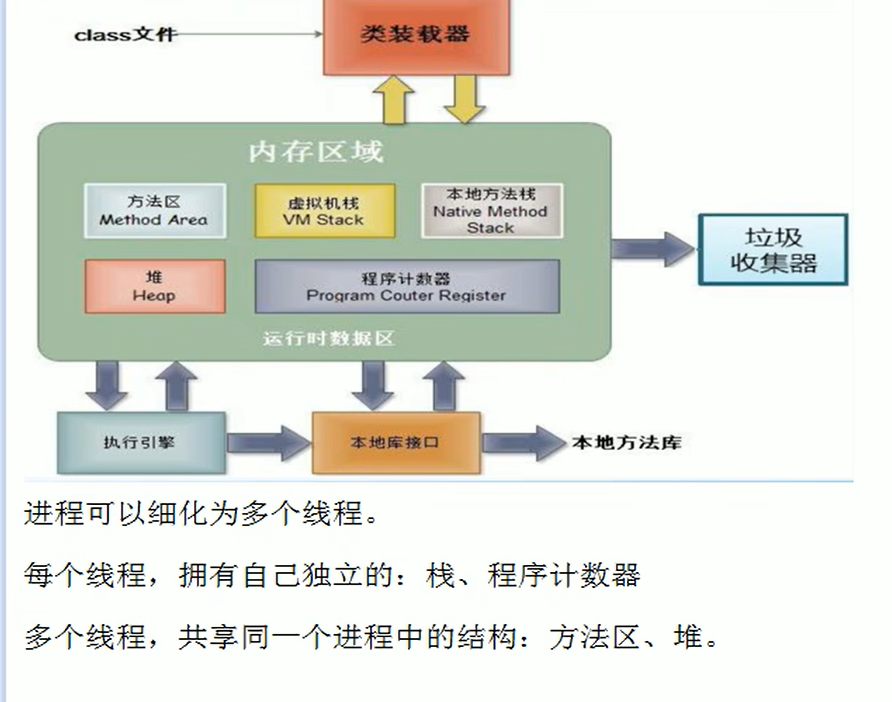 class文件
类装载器
内存区域
方法区
Method Area
虚拟机栈
VM Stack
本地方法栈
Native Method
Stack
堆
Heap
程序计数器
Program Couter Register
运行时数据区
垃圾
收集器
执行引擎
本地库接口
本地方法库
进程可以细化为多个线程。
每个线程，拥有自己独立的：栈、程序计数器
多个线程，共享同一个进程中的结构：方法区、堆。